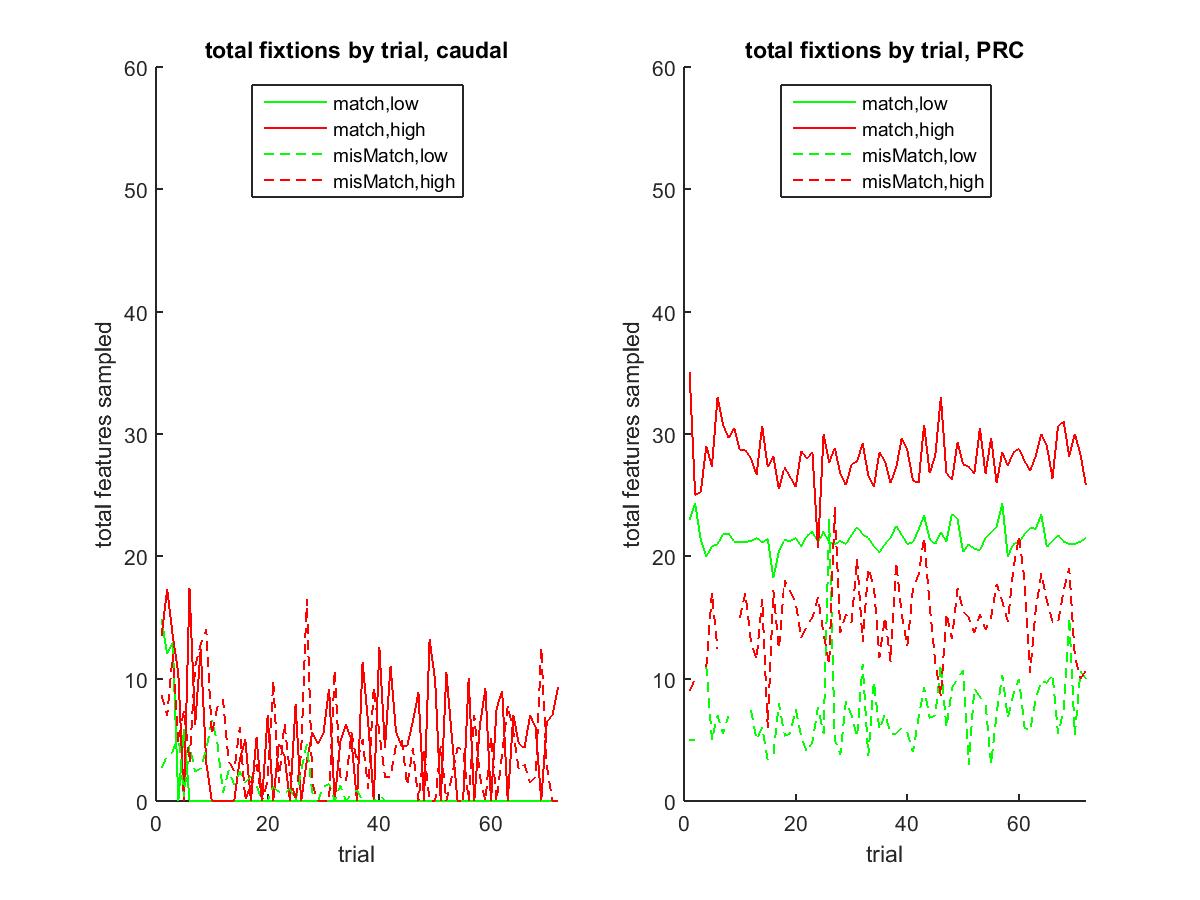 total fixtions by trial, caudal
60
50
40
30
20
10
0
total features sampled
match,low
match,high
misMatch,low
misMatch,high
0 20 40 60
trial
total fixtions by trial, PRC
60
50
40
30
20
10
0
total features sampled
match,low
match,high
misMatch,low
misMatch,high
0 20 40 60
trial